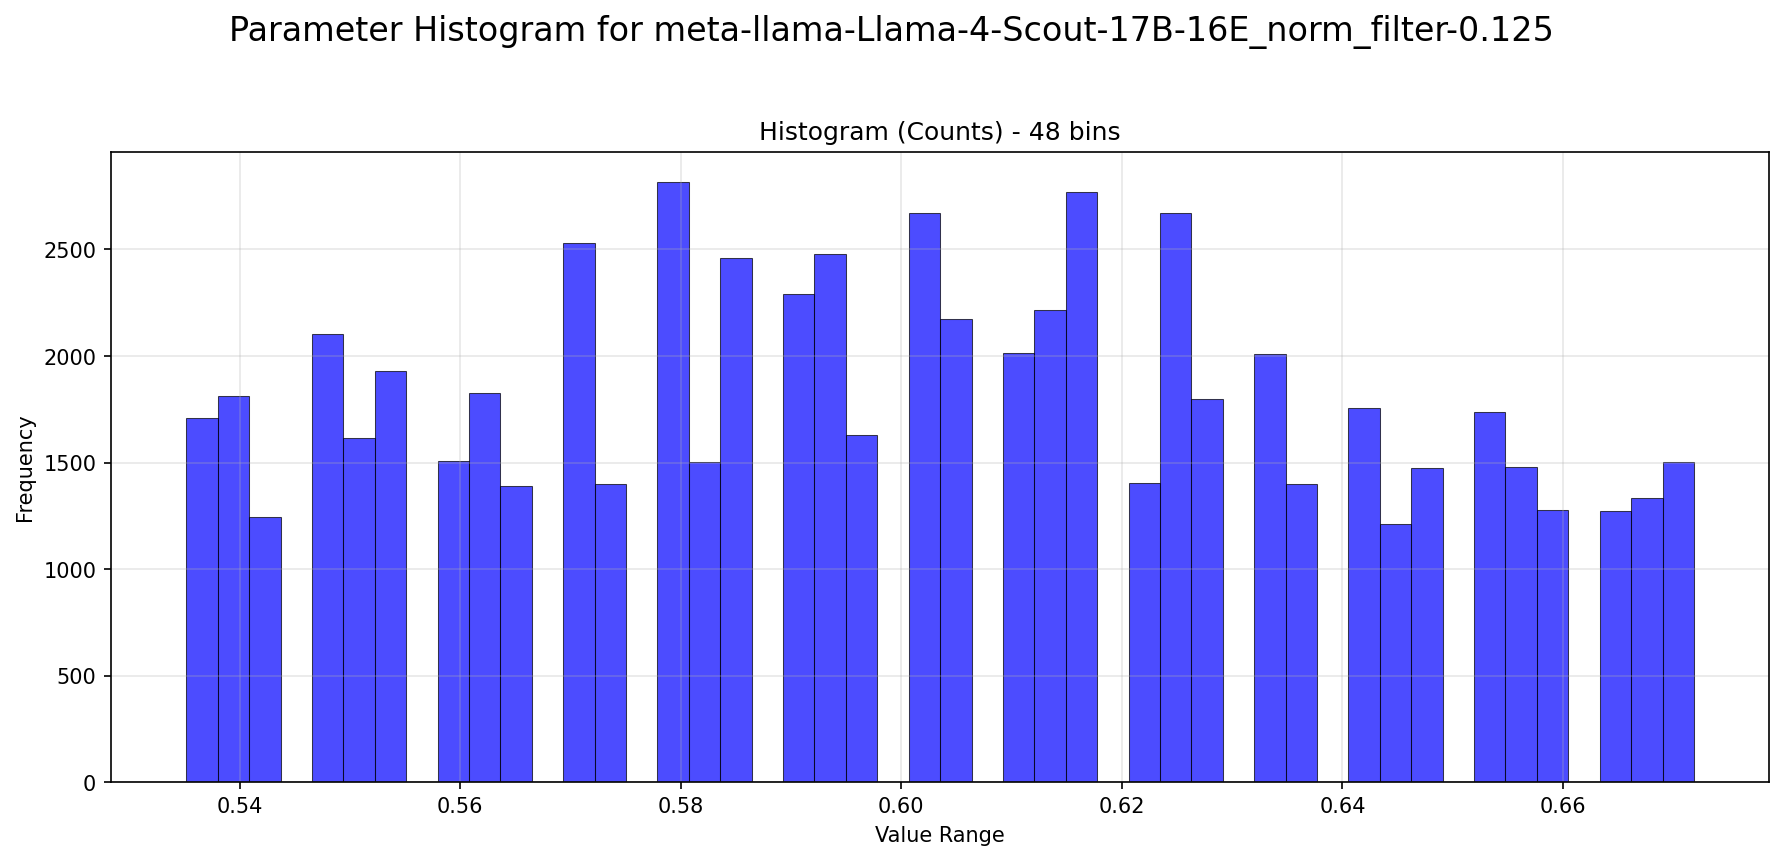 Parameter Histogram for meta-llama-Llama-4-Scout-17B-16E_norm_filter-0.125
Histogram (Counts) - 48 bins
Frequency
2500
2000
1500
1000
500
0
0.54 0.56 0.58 0.60 0.62 0.64 0.66
Value Range